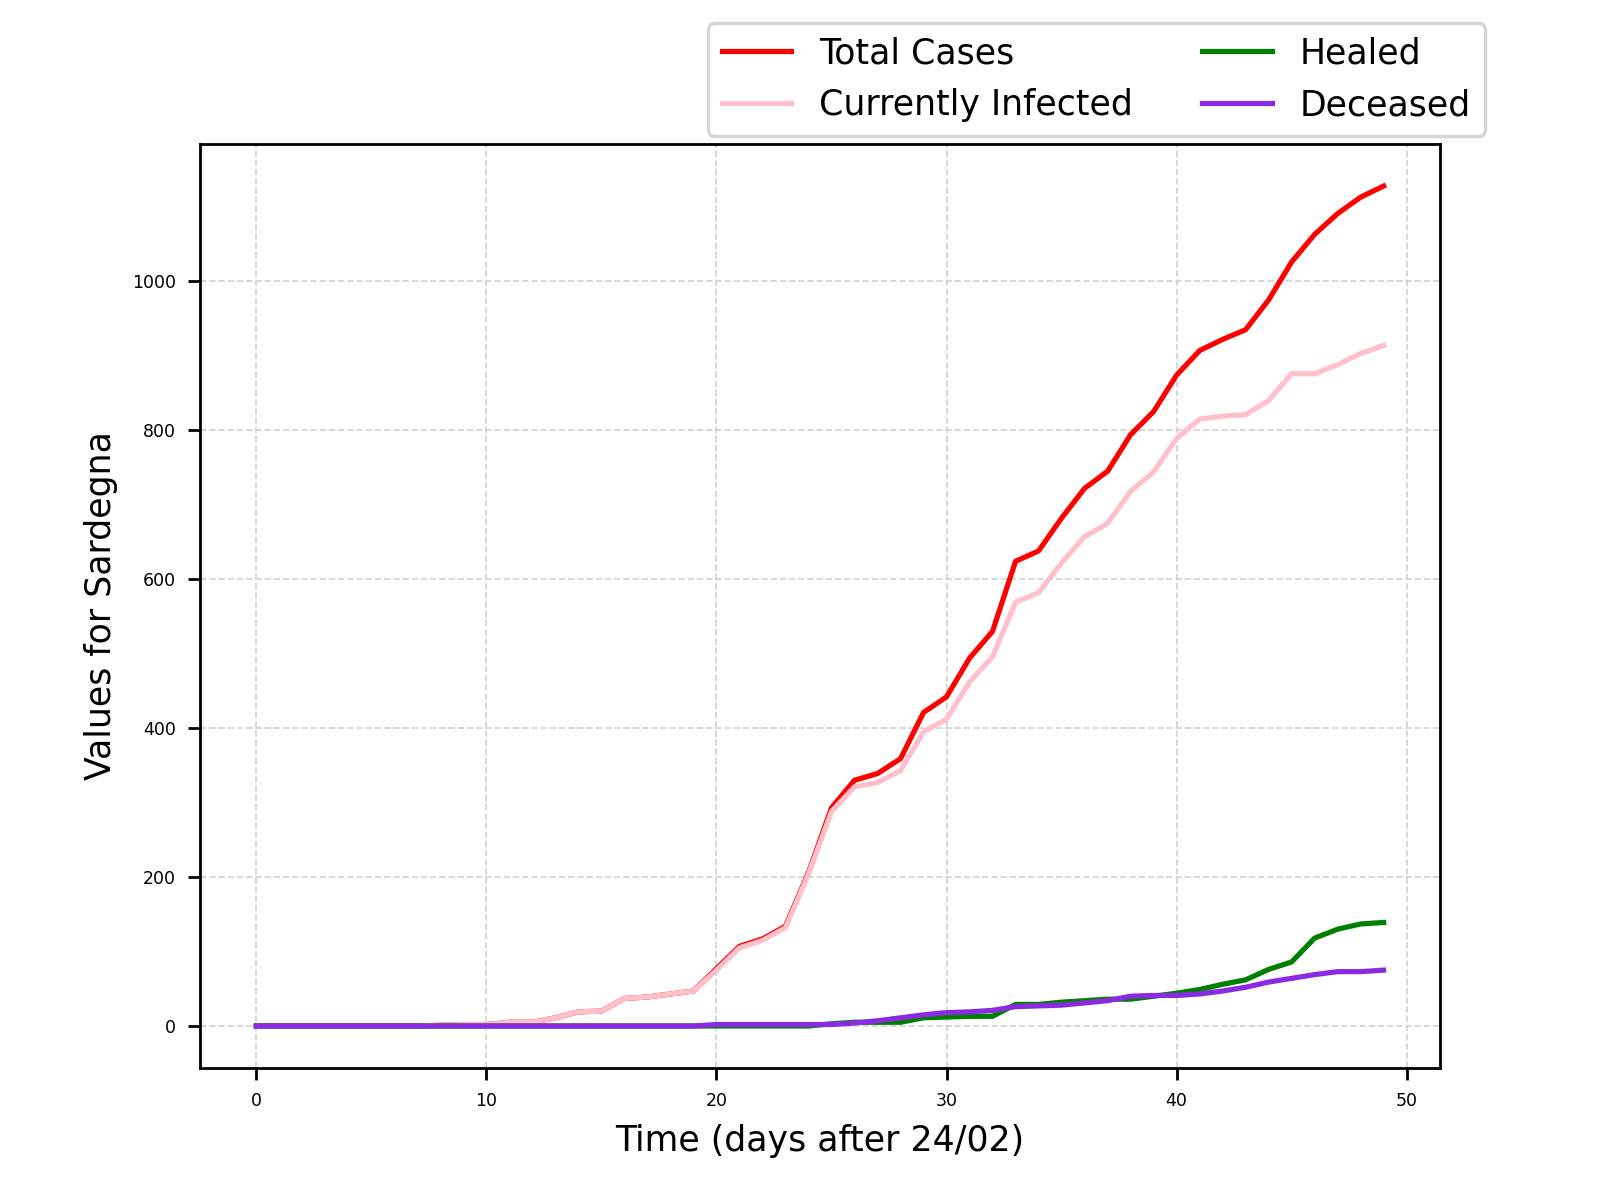 Total Cases
Currently Infected
Healed
Deceased
1000
800
600
400
200
0
Values for Sardegna
0 10 20 30 40 50
Time (days after 24/02)